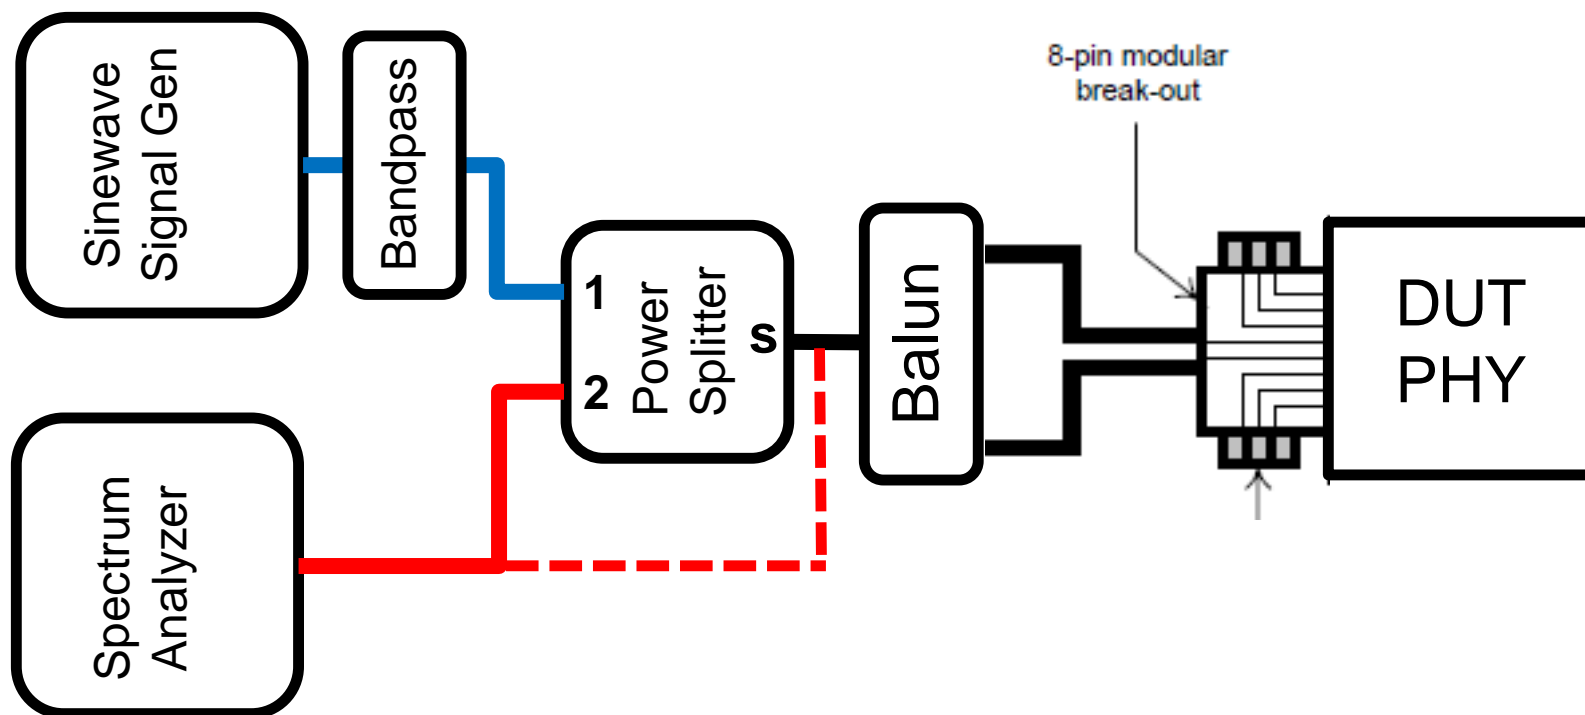 Sinewave
Signal Gen
Bandpass
8-pin modular
break-out
1
2
Power
Splitter
s
Balun
DUT
PHY
Spectrum
Analyzer